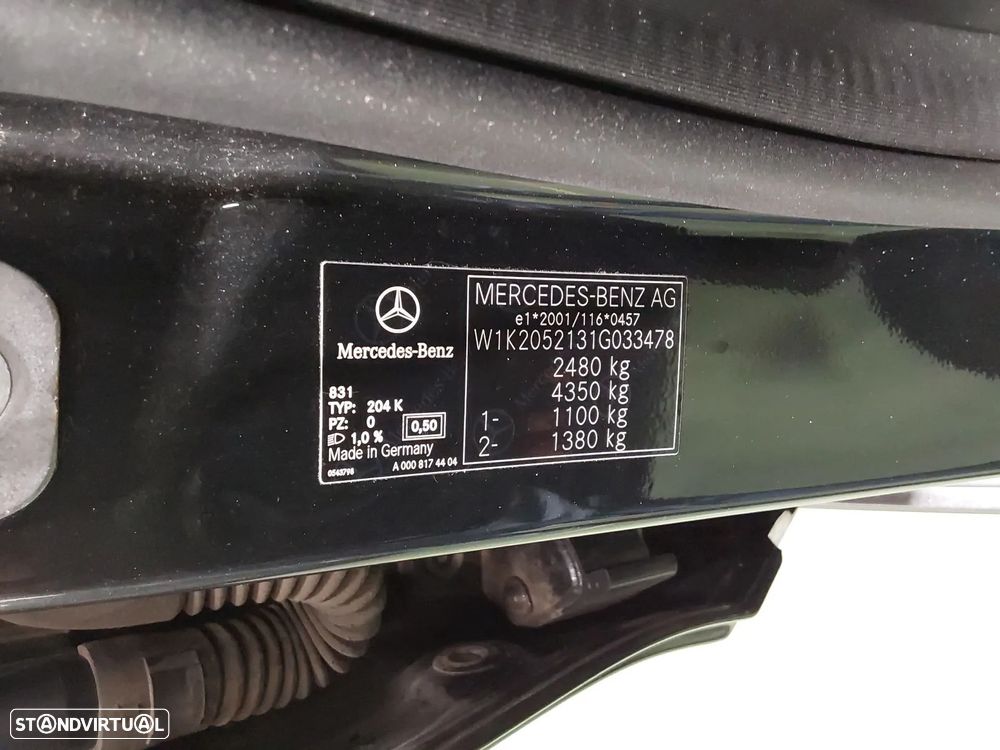 Mercedes-Benz
831
TYP: 204 K
PZ: 0
0,50
1,0 %
Made in Germany
0543798
A 000 817 44 04
MERCEDES-BENZ AG
e1*2001/116*0457
W1K2052131G033478
2480 kg
4350 kg
1- 1100 kg
2- 1380 kg
STANDVIRTUAL